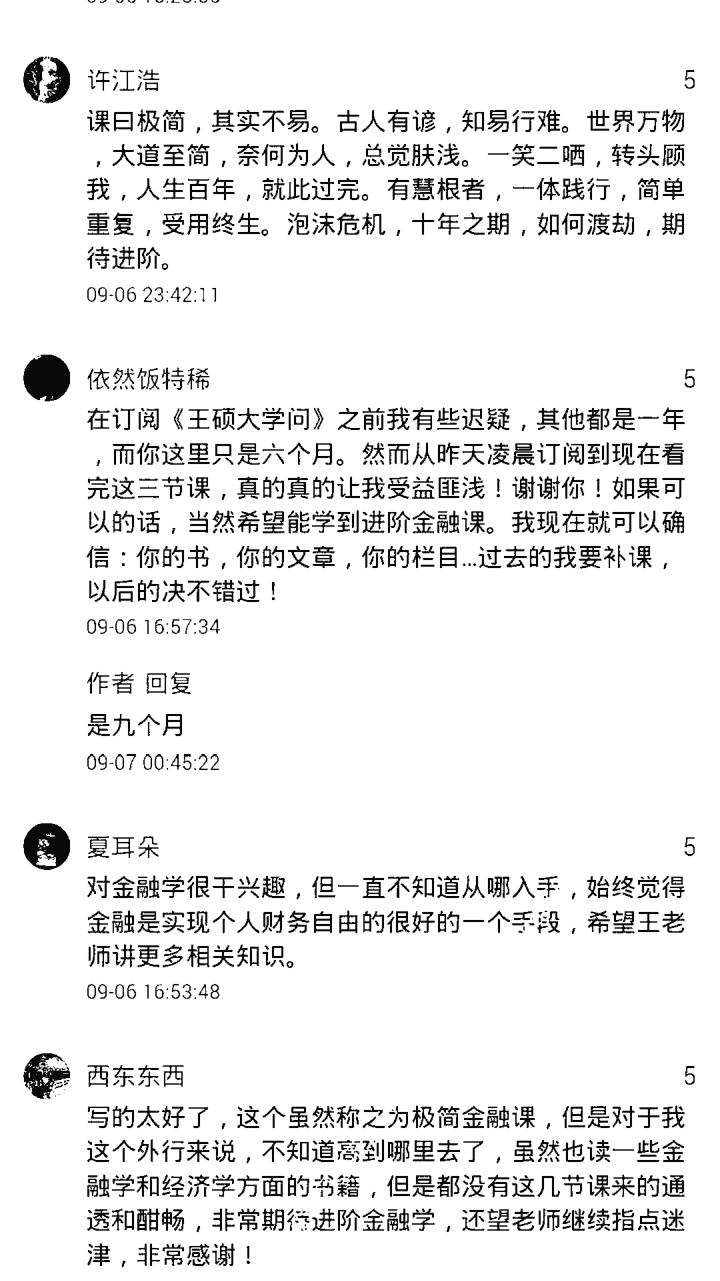 许江浩 5
课曰极简，其实不易。古人有谚，知易行难。世界万物
，大道至简，奈何为人，总觉肤浅。一笑二哂，转头顾
我，人生百年，就此过完。有慧根者，一体践行，简单
重复，受用终生。泡沫危机，十年之期，如何渡劫，期
待进阶。
09-06 23:42:11
依然饭特稀 5
在订阅《王硕大学问》之前我有些迟疑，其他都是一年
，而你这里只是六个月。然而从昨天凌晨订阅到现在看
完这三节课，真的真的让我受益匪浅！谢谢你！如果可
以的话，当然希望能学到进阶金融课。我现在就可以确
信：你的书，你的文章，你的栏目...过去的我要补课，
以后的决不错过！
09-06 16:57:34
作者 回复
是九个月
09-07 00:45:22
夏耳朵 5
对金融学很干兴趣，但一直不知道从哪入手，始终觉得
金融是实现个人财务自由的很好的一个手段，希望王老
师讲更多相关知识。
09-06 16:53:48
西东东西 5
写的太好了，这个虽然称之为极简金融课，但是对于我
这个外行来说，不知道高到哪里去了，虽然也读一些金
融学和经济学方面的书籍，但是都没有这几节课来的通
透和酣畅，非常期待进阶金融学，还望老师继续指点迷
津，非常感谢！